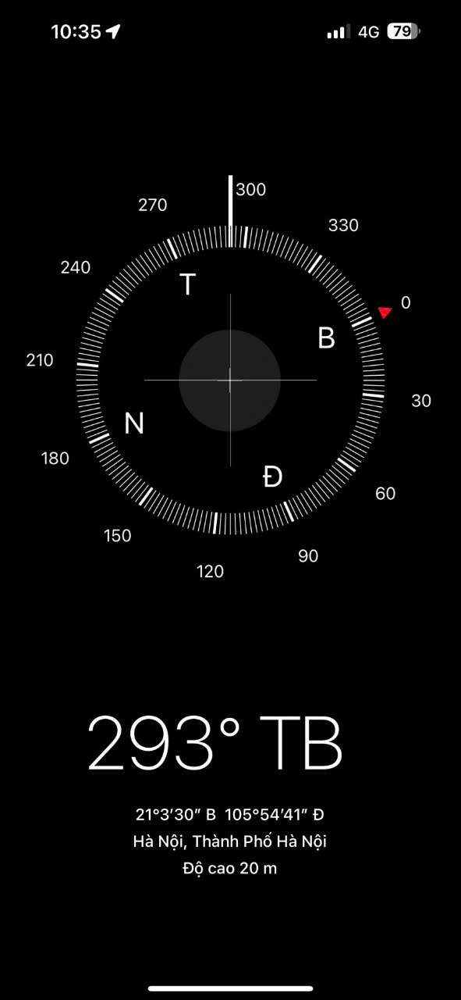 10:35
4G
79
300
270
330
240
T
0
B
210
30
N
180
Đ
60
150
90
120
293° TB
21°3′30″ B 105°54′41″ Đ
Hà Nội, Thành Phố Hà Nội
Độ cao 20 m